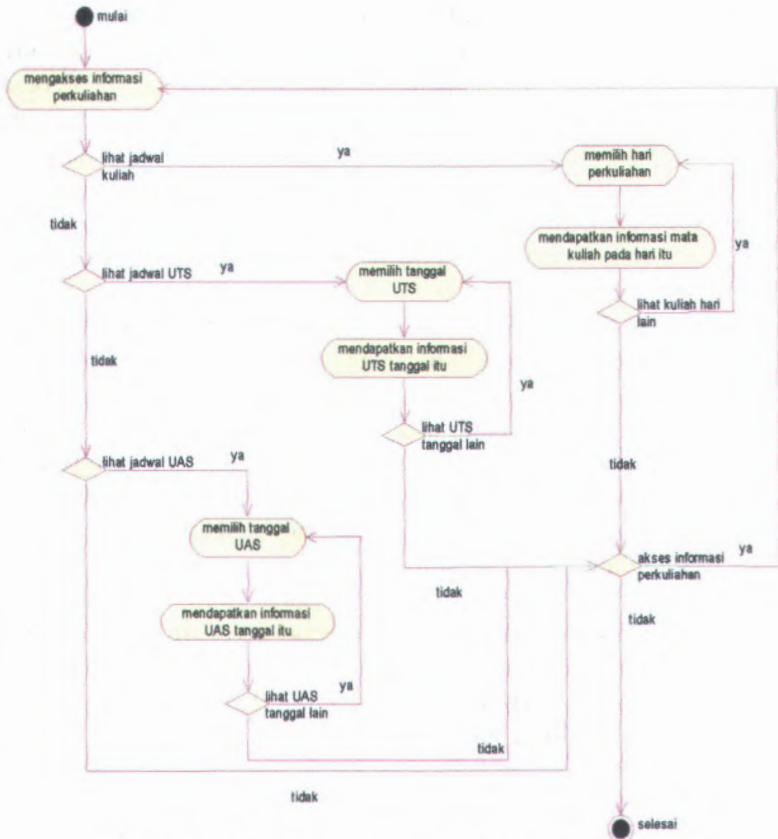 mulai
mengakses informasi
perkuliahan
lihat jadwal
kuliah
ya
memilih hari
perkuliahan
tidak
mendapatkan informasi mata
kuliah pada hari itu
ya
lihat jadwal UTS
ya
memilih tanggal
UTS
lihat kuliah hari
lain
tidak
mendapatkan informasi
UTS tanggal itu
ya
lihat UTS
tanggal lain
lihat jadwal UAS
ya
tidak
memilih tanggal
UAS
akses informasi
perkuliahan
ya
tidak
mendapatkan informasi
UAS tanggal itu
tidak
lihat UAS
tanggal lain
ya
tidak
tidak
selesai